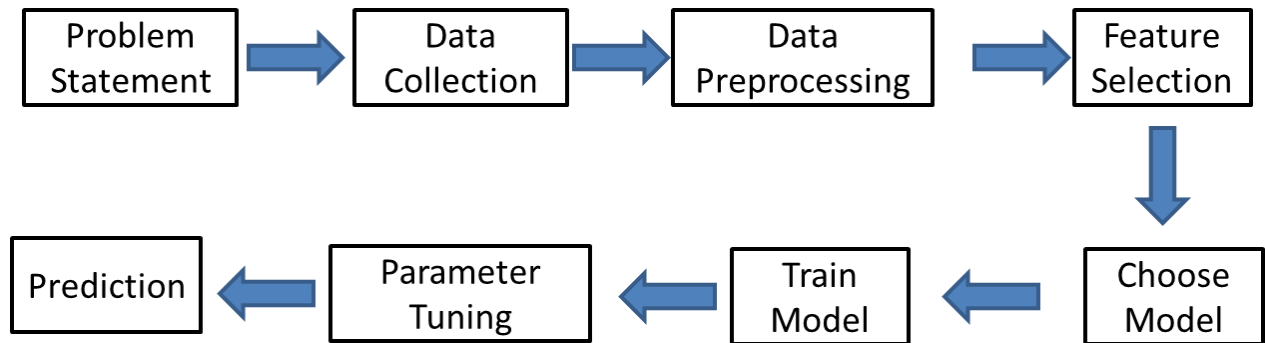 Problem
Statement
Data
Collection
Data
Preprocessing
Feature
Selection
Choose
Model
Train
Model
Parameter
Tuning
Prediction